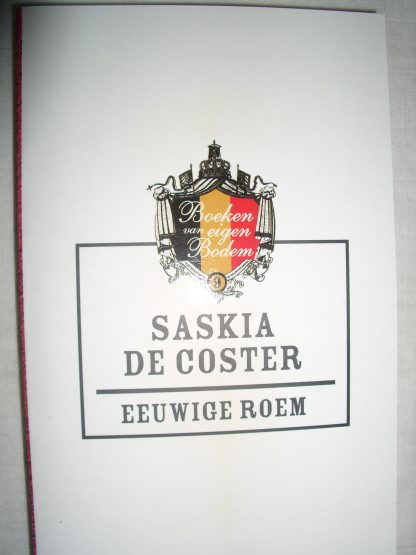 Boeken
van eigen
Bodem
9
SASKIA
DE COSTER
EEUWIGE ROEM